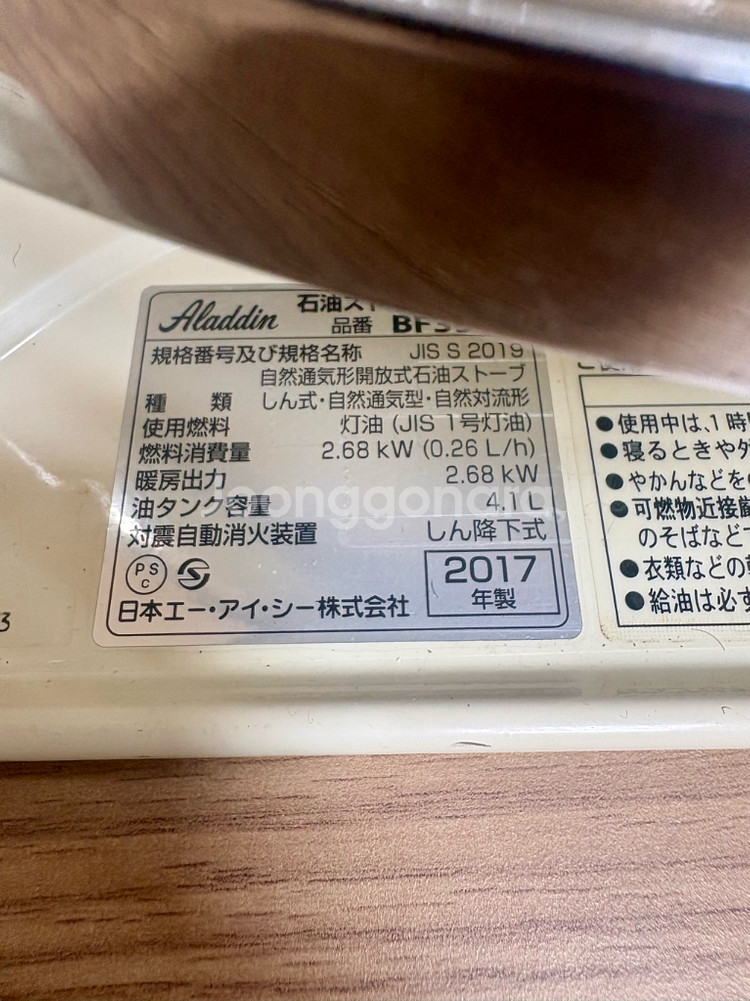 Aladdin 石油スト
品番 BF39
規格番号及び規格名称 JIS S 2019
自然通気形開放式石油ストーブ
種 類 しん式・自然通気型・自然対流形
使用燃料 灯油 (JIS 1号灯油)
燃料消費量 2.68 kW (0.26 L/h)
暖房出力 2.68 kW
油タンク容量 4.1 L
対震自動消火装置 しん降下式
PSC
2017
年製
日本エー・アイ・シー株式会社
●使用中は、1時
●寝るときや
●やかんなどを
●可燃物近接
のそばなど
●衣類などの
●給油は必ず
3
joonggonara